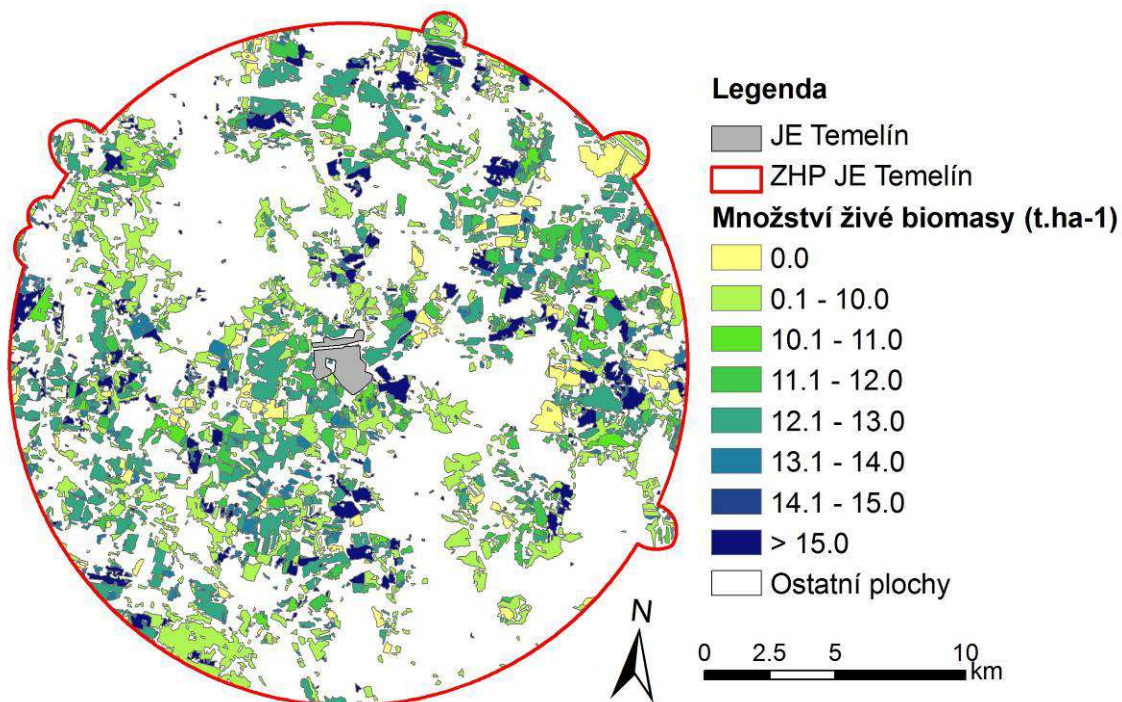 Legenda
JE Temelín
ZHP JE Temelín
Množství živé biomasy (t.ha-1)
0.0
0.1 - 10.0
10.1 - 11.0
11.1 - 12.0
12.1 - 13.0
13.1 - 14.0
14.1 - 15.0
> 15.0
Ostatní plochy
N
0 2.5 5 10
km